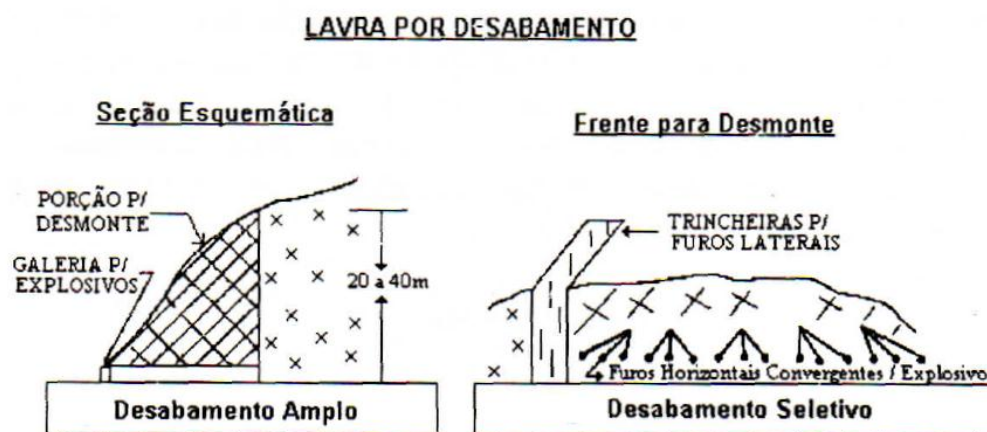 LAVRA POR DESABAMENTO
Seção Esquemática
PORÇÃO P/
DESMONTE
GALERIA P/
EXPLOSIVOS
20 a 40m
Desabamento Amplo
Frente para Desmonte
TRINCHEIRAS P/
FUROS LATERAIS
Furos Horizontais Convergentes / Explosivo
Desabamento Seletivo